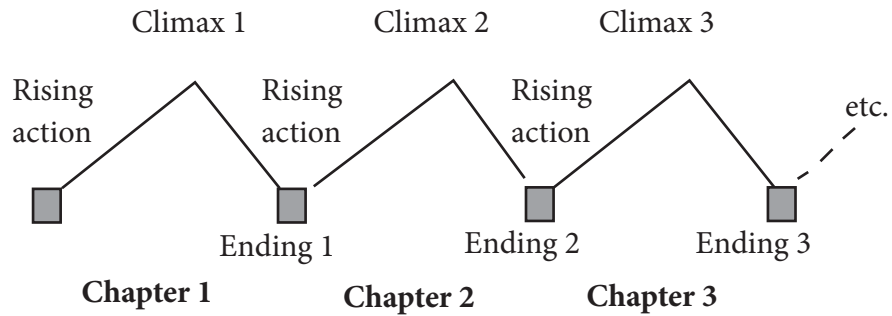 Climax 1
Climax 2
Climax 3
Rising
action
Rising
action
Rising
action
etc.
Ending 1
Ending 2
Ending 3
Chapter 1
Chapter 2
Chapter 3